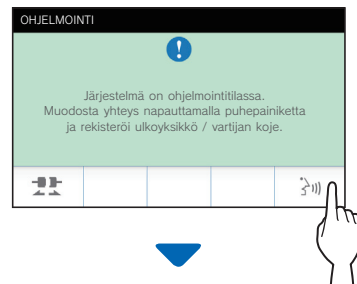 OHJELMOINTI
Järjestelmä on ohjelmointitilassa.
Muodosta yhteys napauttamalla puhepainiketta
ja rekisteröi ulkoyksikkö / vartijan koje.